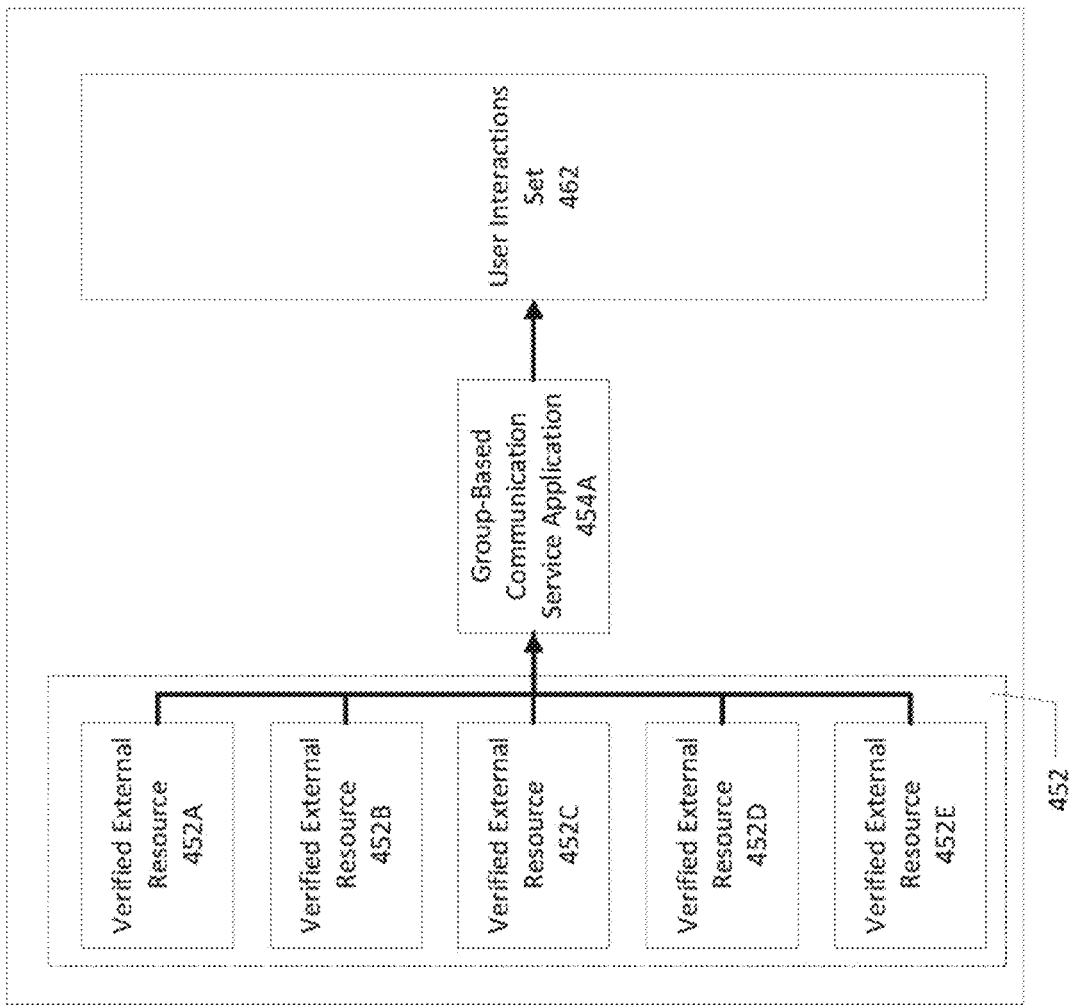 Verified External
Resource
452A
Verified External
Resource
452B
Verified External
Resource
452C
Verified External
Resource
452D
Verified External
Resource
452E
452
Group-Based
Communication
Service Application
454A
User Interactions
Set
462